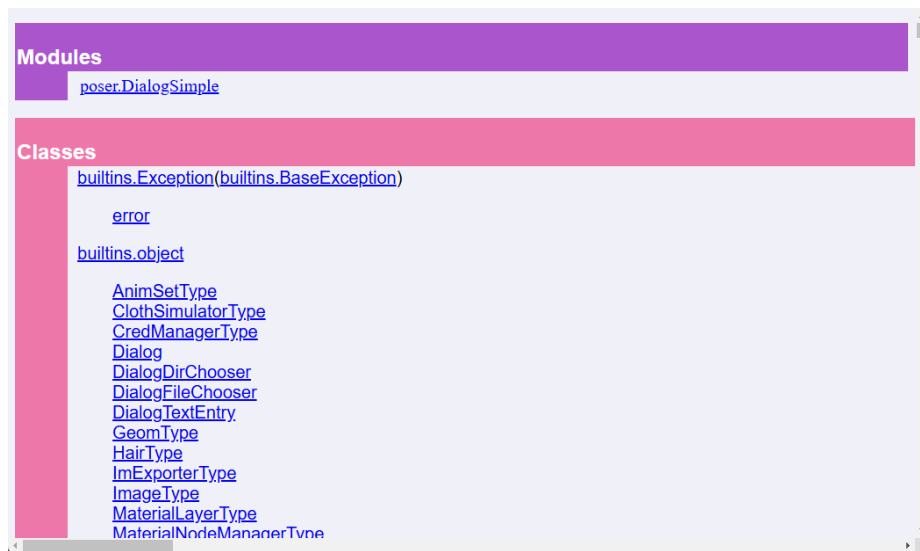 Modules
poser.DialogSimple
Classes
builtins.Exception(builtins.BaseException)
error
builtins.object
AnimSetType
ClothSimulatorType
CredManagerType
Dialog
DialogDirChooser
DialogFileChooser
DialogTextEntry
GeomType
HairType
ImExporterType
ImageType
MaterialLayerType
MaterialNodeManagerType